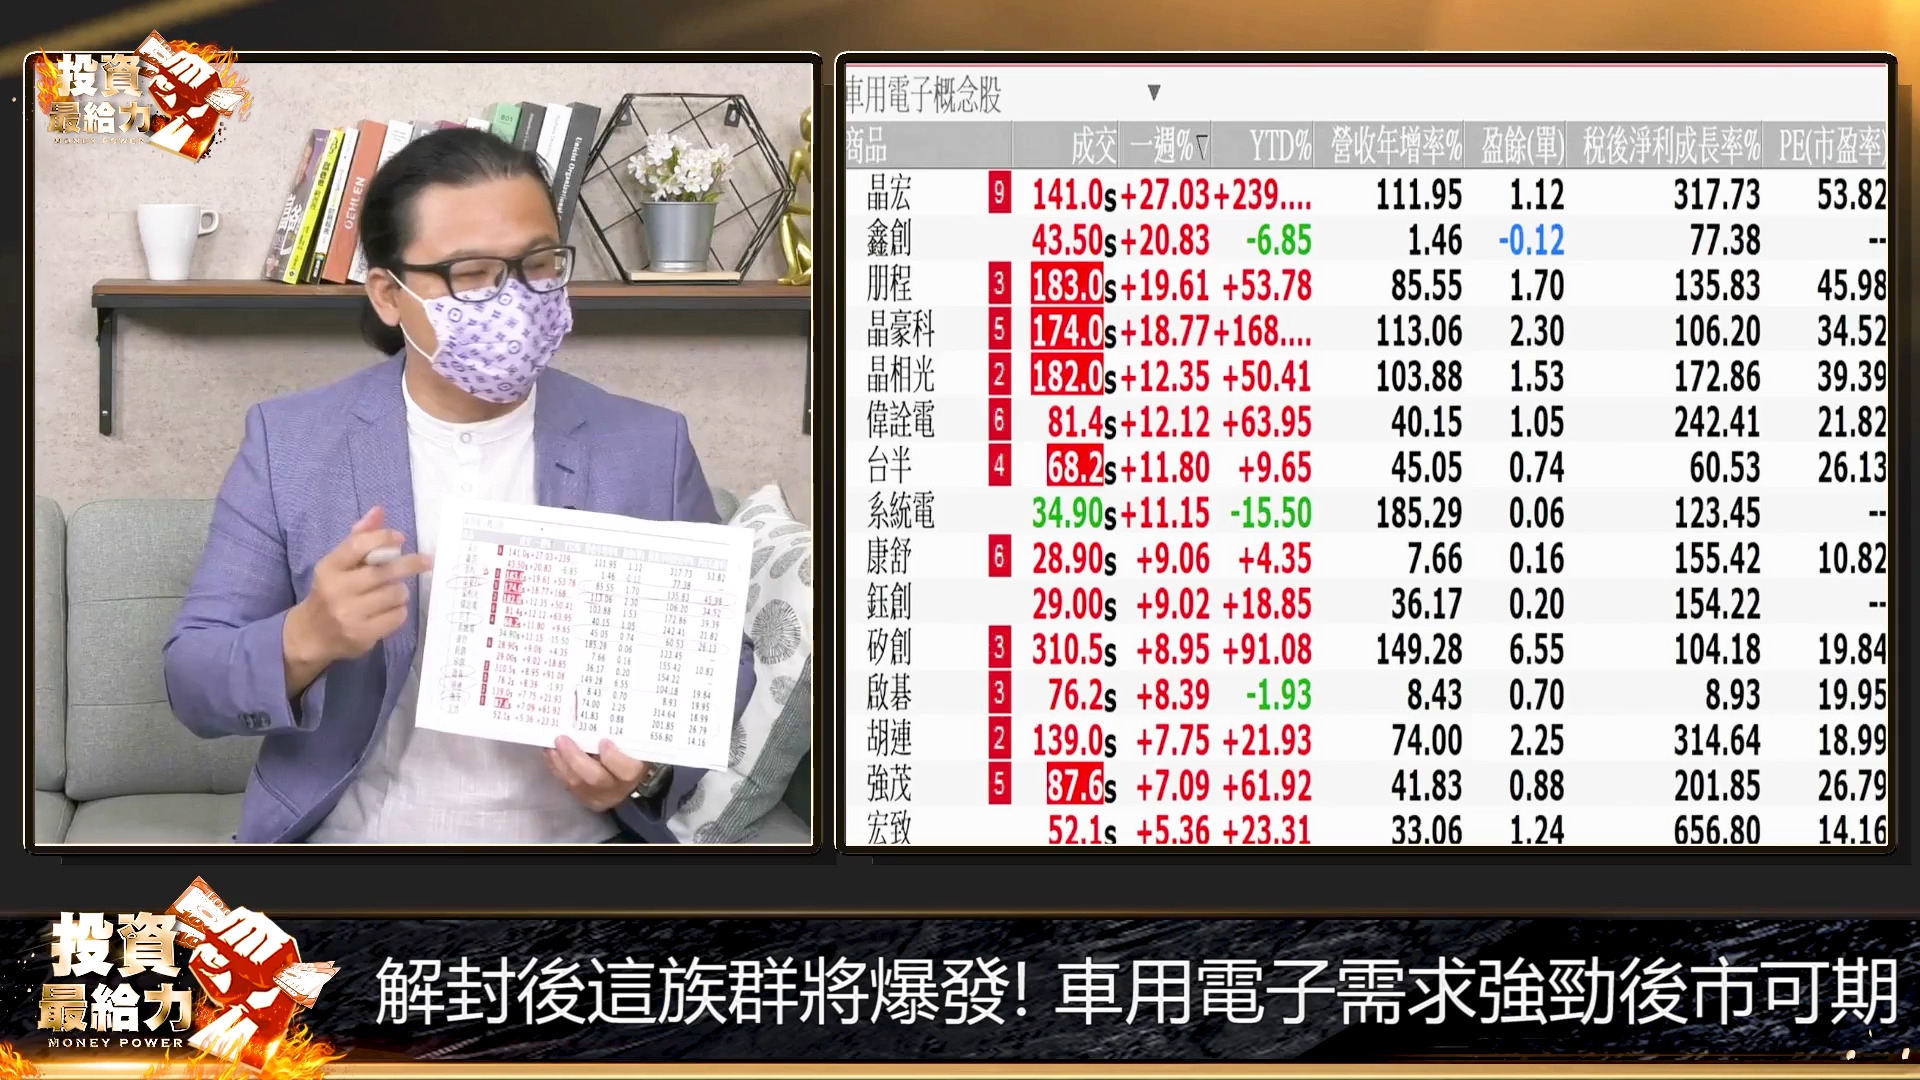 投資
最給力
MONEY POWER
OEHLEN
車用電子概念股 ▼
商品 成交 一週%▽ YTD% 營收年增率% 盈餘(單) 稅後淨利成長率% PE(市盈率)
晶宏 9 141.0s +27.03 +239.... 111.95 1.12 317.73 53.82
鑫創 43.50s +20.83 -6.85 1.46 -0.12 77.38 --
朋程 3 183.0s +19.61 +53.78 85.55 1.70 135.83 45.98
晶豪科 5 174.0s +18.77 +168.... 113.06 2.30 106.20 34.52
晶相光 2 182.0s +12.35 +50.41 103.88 1.53 172.86 39.39
偉詮電 6 81.4s +12.12 +63.95 40.15 1.05 242.41 21.82
台半 4 68.2s +11.80 +9.65 45.05 0.74 60.53 26.13
系統電 34.90s +11.15 -15.50 185.29 0.06 123.45 --
康舒 6 28.90s +9.06 +4.35 7.66 0.16 155.42 10.82
鈺創 29.00s +9.02 +18.85 36.17 0.20 154.22 --
矽創 3 310.5s +8.95 +91.08 149.28 6.55 104.18 19.84
啟碁 3 76.2s +8.39 -1.93 8.43 0.70 8.93 19.95
胡連 2 139.0s +7.75 +21.93 74.00 2.25 314.64 18.99
強茂 5 87.6s +7.09 +61.92 41.83 0.88 201.85 26.79
宏致 52.1s +5.36 +23.31 33.06 1.24 656.80 14.16
投資
最給力
MONEY POWER
解封後這族群將爆發! 車用電子需求強勁後市可期